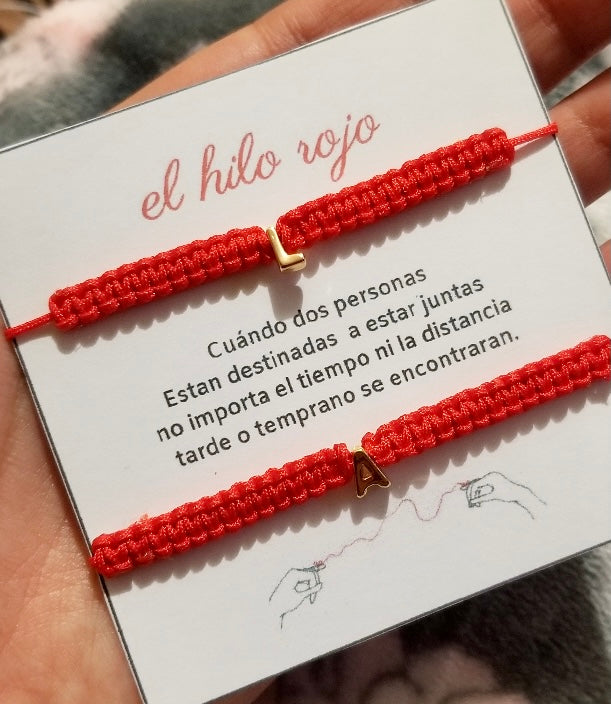 el hilo rojo
L
Cuándo dos personas
Estan destinadas a estar juntas
no importa el tiempo ni la distancia
tarde o temprano se encontraran.
A